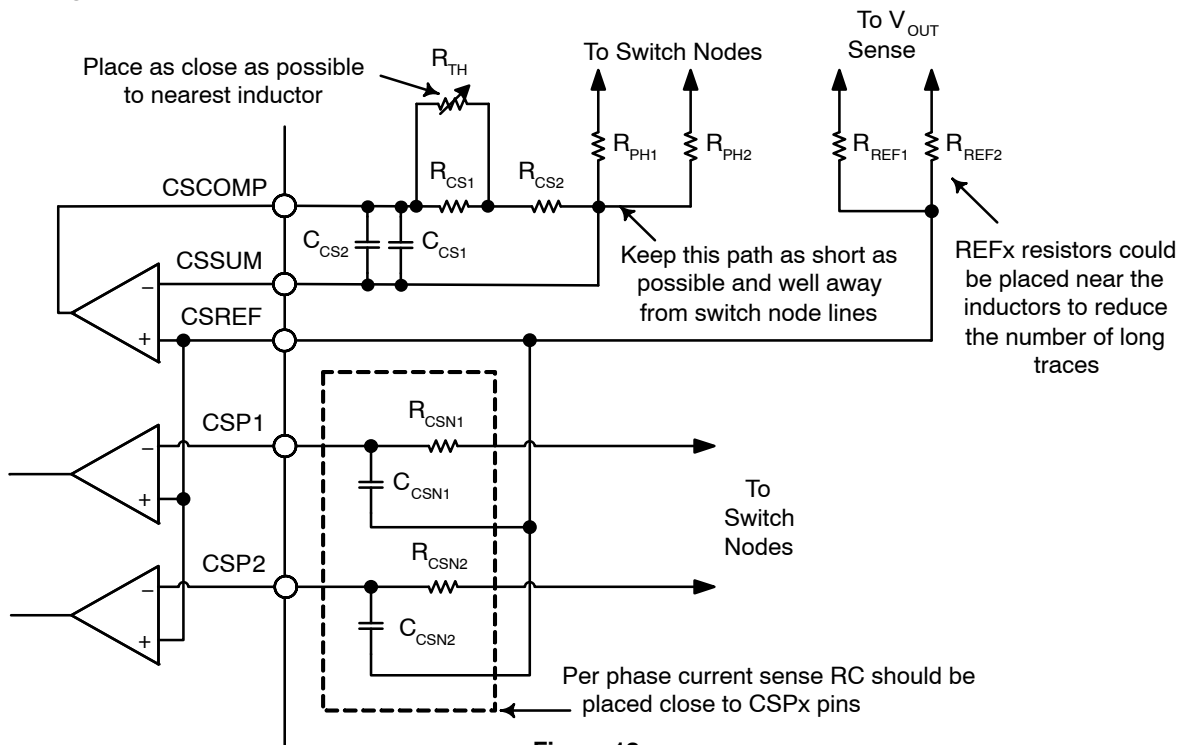 To V_OUT
Sense
To Switch Nodes
Place as close as possible
to nearest inductor
R_TH
R_PH1
R_PH2
R_REF1
R_REF2
R_CS1
R_CS2
CSCOMP
C_CS2
C_CS1
CSSUM
−
+
CSREF
Keep this path as short as
possible and well away
from switch node lines
REFx resistors could
be placed near the
inductors to reduce
the number of long
traces
CSP1
R_CSN1
−
+
C_CSN1
To
Switch
Nodes
CSP2
R_CSN2
−
+
C_CSN2
Per phase current sense RC should be
placed close to CSPx pins